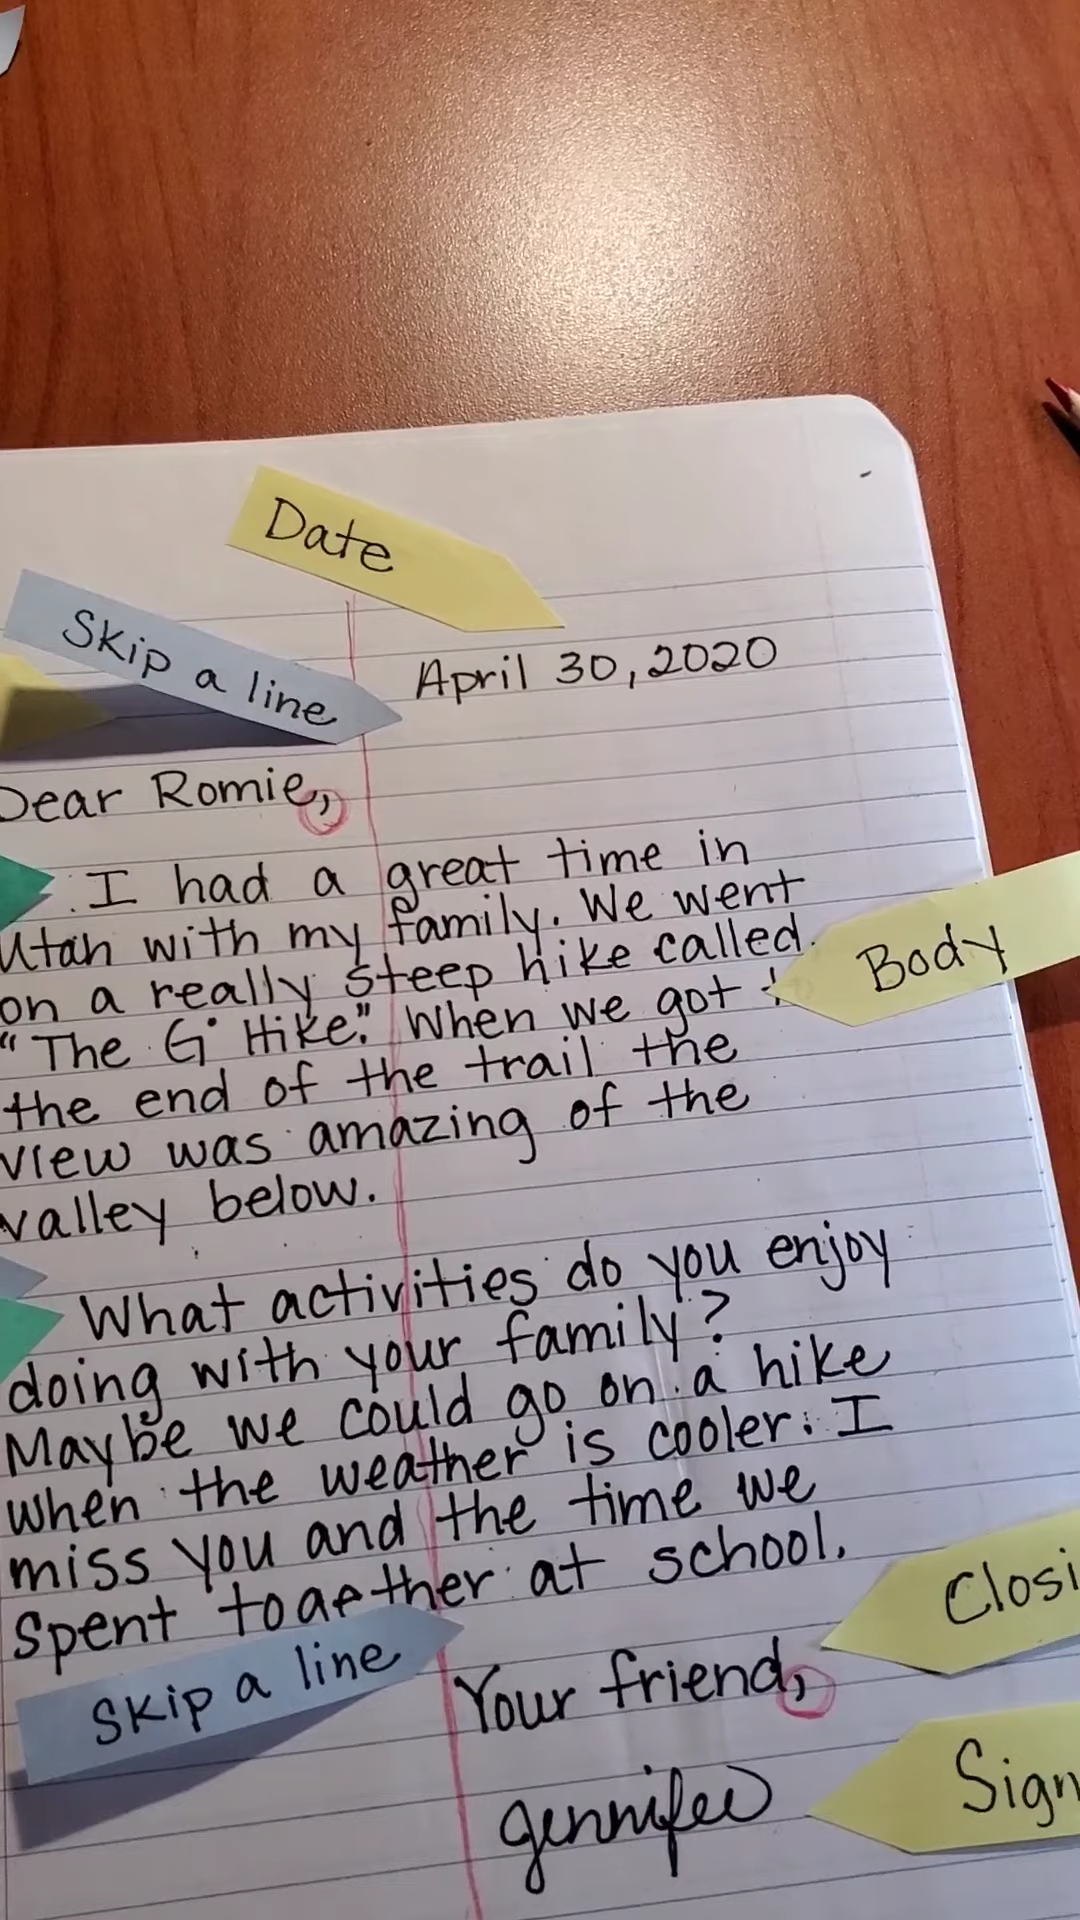 Date
Skip a line
April 30, 2020
Dear Romie,
I had a great time in
Utah with my family. We went
on a really steep hike called
"The G Hike." When we got
Body
the end of the trail the
view was amazing of the
valley below.
What activities do you enjoy
doing with your family?
Maybe we could go on a hike
when the weather is cooler. I
miss you and the time we
spent together at school.
Closi
Skip a line
Your friend,
Sign
Jennifer